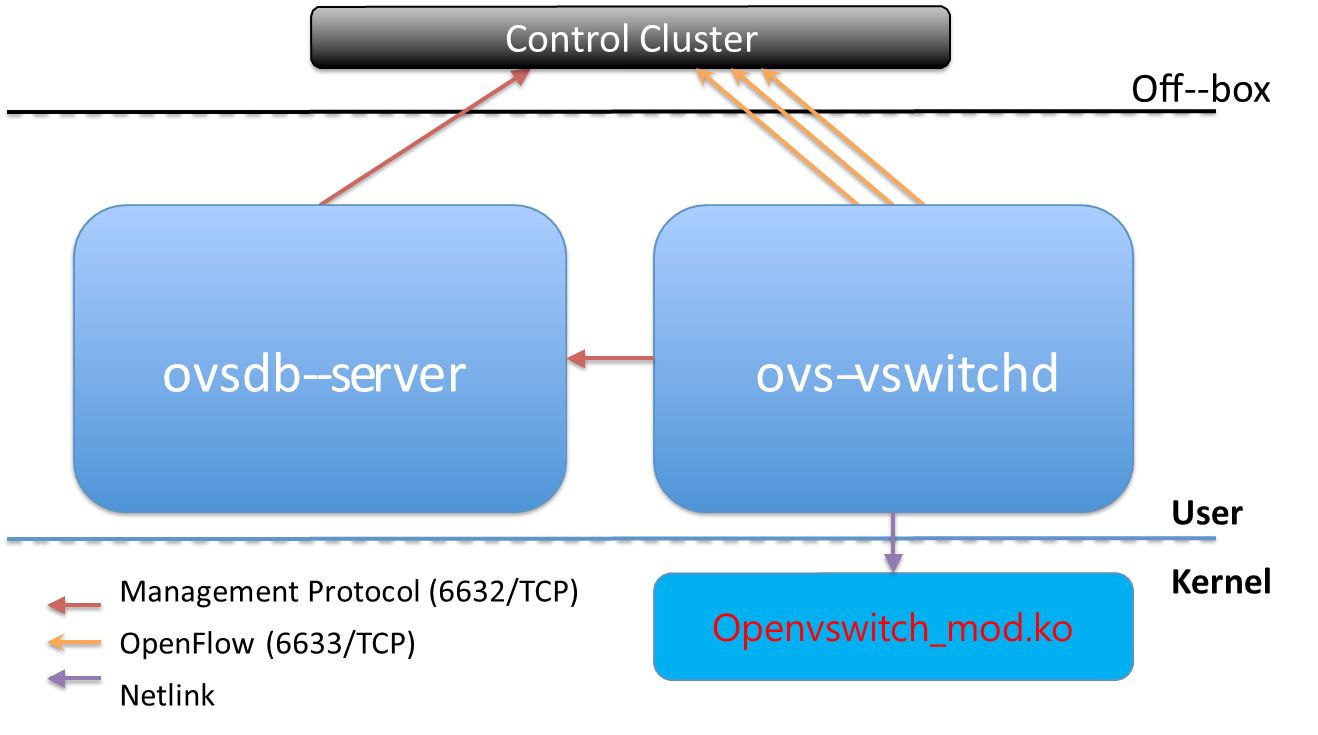 Control Cluster
Off--box
ovsdb--server
ovs-–vswitchd
User
Kernel
Management Protocol (6632/TCP)
OpenFlow (6633/TCP)
Netlink
Openvswitch_mod.ko